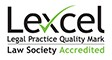 Lexcel
Legal Practice Quality Mark
Law Society Accredited